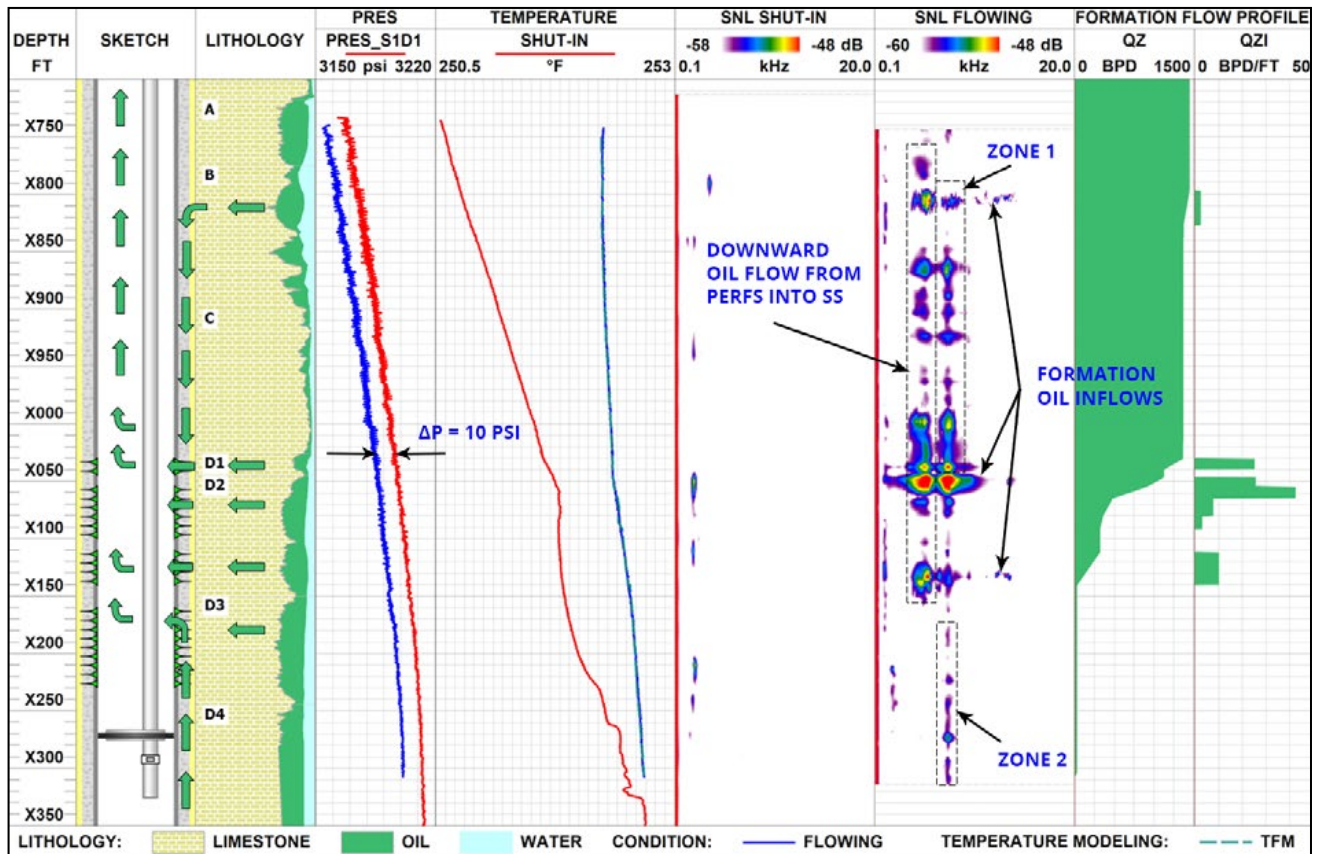 PRES TEMPERATURE SNL SHUT-IN SNL FLOWING FORMATION FLOW PROFILE
DEPTH SKETCH LITHOLOGY PRES_S1D1 SHUT-IN -58 -48 dB -60 -48 dB QZ QZI
FT 3150 psi 3220 250.5 °F 253 0.1 kHz 20.0 0.1 kHz 20.0 0 BPD 1500 0 BPD/FT 50
A
X750
ZONE 1
B
X800
DOWNWARD
OIL FLOW FROM
PERFS INTO SS
X850
X900
C
X950
FORMATION
OIL INFLOWS
X000
ΔP = 10 PSI
D1
X050
D2
X100
X150
D3
X200
X250
D4
X300
ZONE 2
X350
LITHOLOGY: LIMESTONE OIL WATER CONDITION: FLOWING TEMPERATURE MODELING: TFM